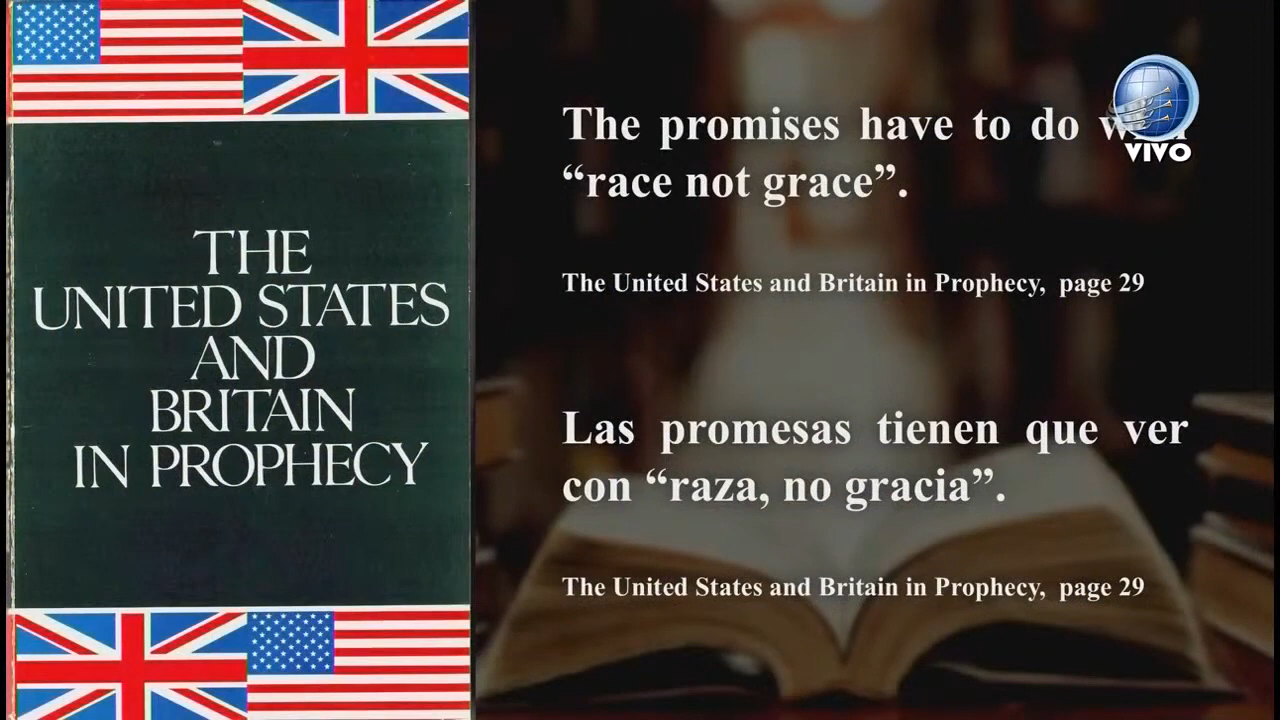 THE
UNITED STATES
AND
BRITAIN
IN PROPHECY
The promises have to do
“race not grace”.
The United States and Britain in Prophecy, page 29
Las promesas tienen que ver
con “raza, no gracia”.
The United States and Britain in Prophecy, page 29
VIVO